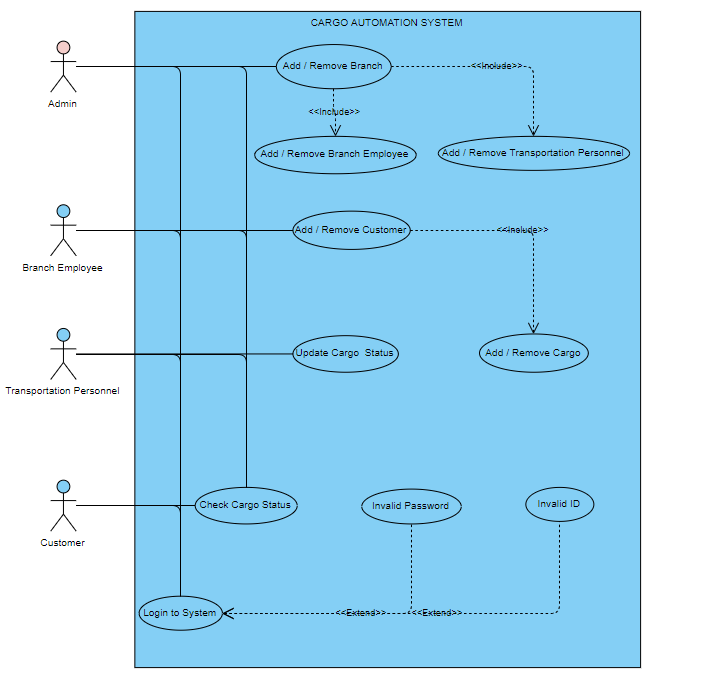 CARGO AUTOMATION SYSTEM
Add / Remove Branch
<<Include>>
Admin
<<Include>>
Add / Remove Branch Employee
Add / Remove Transportation Personnel
Add / Remove Customer
<<Include>>
Branch Employee
Update Cargo Status
Add / Remove Cargo
Transportation Personnel
Check Cargo Status
Invalid Password
Invalid ID
Customer
Login to System
<<Extend>>
<<Extend>>